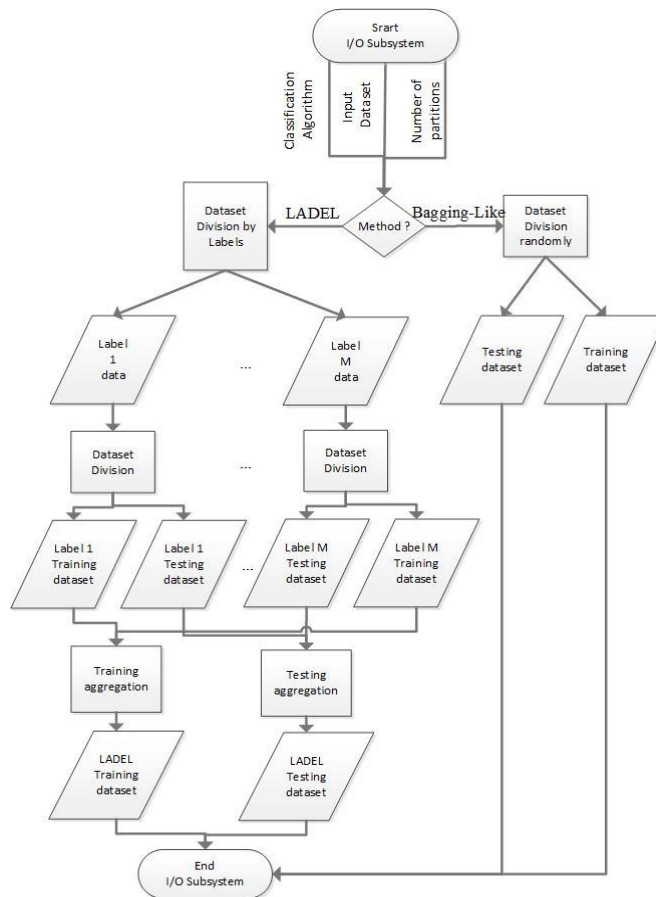 Srart
I/O Subsystem
Classification
Algorithm
Input
Dataset
Number of
partitions
Dataset
Division by
Labels
LADEL
Method ?
Bagging-Like
Dataset
Division
randomly
Label
1
data
...
Label
M
data
Testing
dataset
Training
dataset
Dataset
Division
...
Dataset
Division
Label 1
Training
dataset
Label 1
Testing
dataset
...
Label M
Testing
dataset
Label M
Training
dataset
Training
aggregation
Testing
aggregation
LADEL
Training
dataset
LADEL
Testing
dataset
End
I/O Subsystem